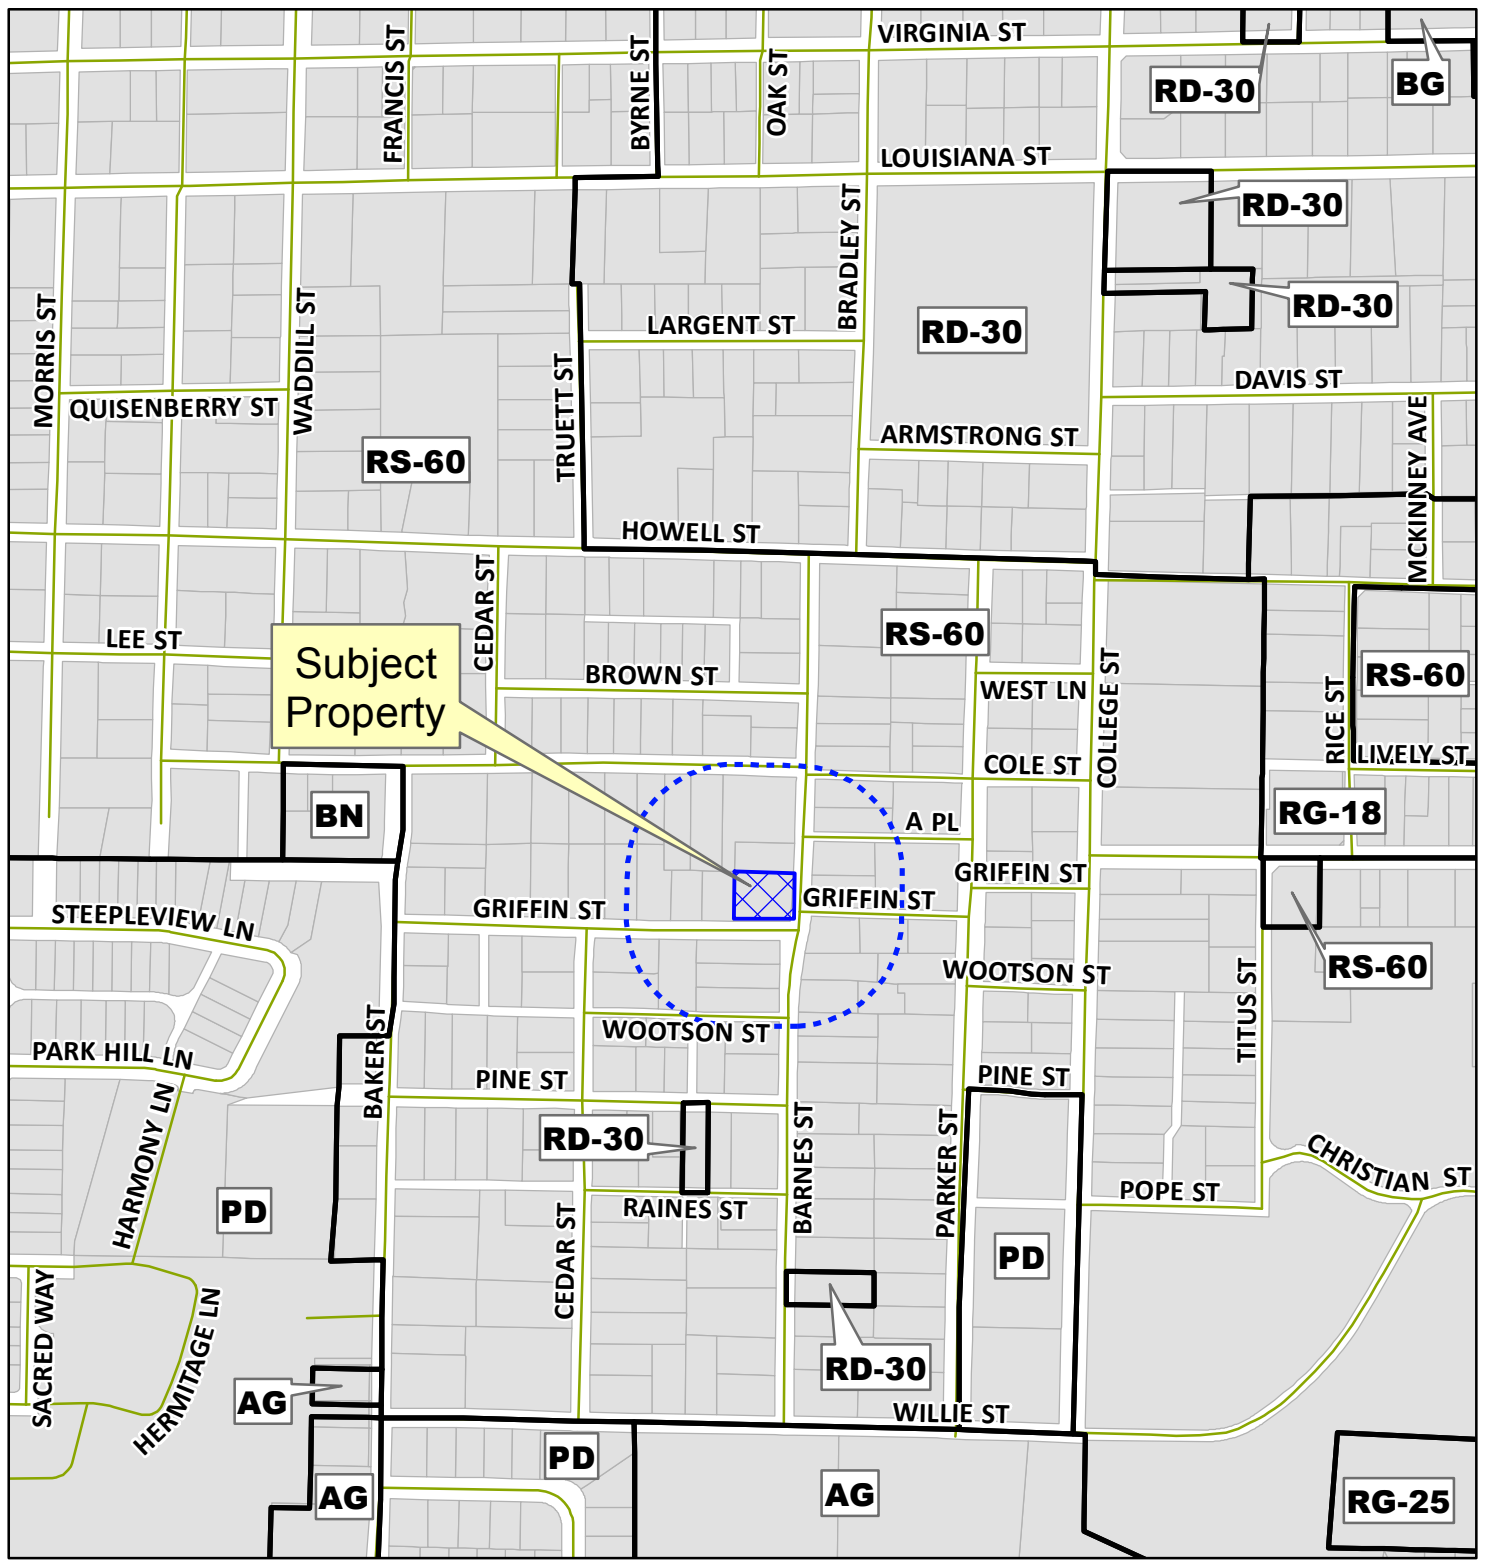 VIRGINIA ST
FRANCIS ST
BYRNE ST
OAK ST
RD-30
BG
LOUISIANA ST
RD-30
BRADLEY ST
MORRIS ST
WADDILL ST
LARGENT ST
RD-30
RD-30
TRUETT ST
DAVIS ST
QUISENBERRY ST
MCKINNEY AVE
ARMSTRONG ST
RS-60
HOWELL ST
CEDAR ST
LEE ST
RS-60
Subject
Property
BROWN ST
WEST LN
COLLEGE ST
RICE ST
RS-60
LIVELY ST
COLE ST
BN
A PL
RG-18
GRIFFIN ST
GRIFFIN ST
GRIFFIN ST
STEEPLEVIEW LN
WOOTSON ST
TITUS ST
RS-60
BAKER ST
WOOTSON ST
PARK HILL LN
PINE ST
PINE ST
HARMONY LN
RD-30
BARNES ST
PARKER ST
CHRISTIAN ST
POPE ST
PD
RAINES ST
CEDAR ST
PD
SACRED WAY
HERMITAGE LN
RD-30
AG
WILLIE ST
PD
AG
AG
RG-25